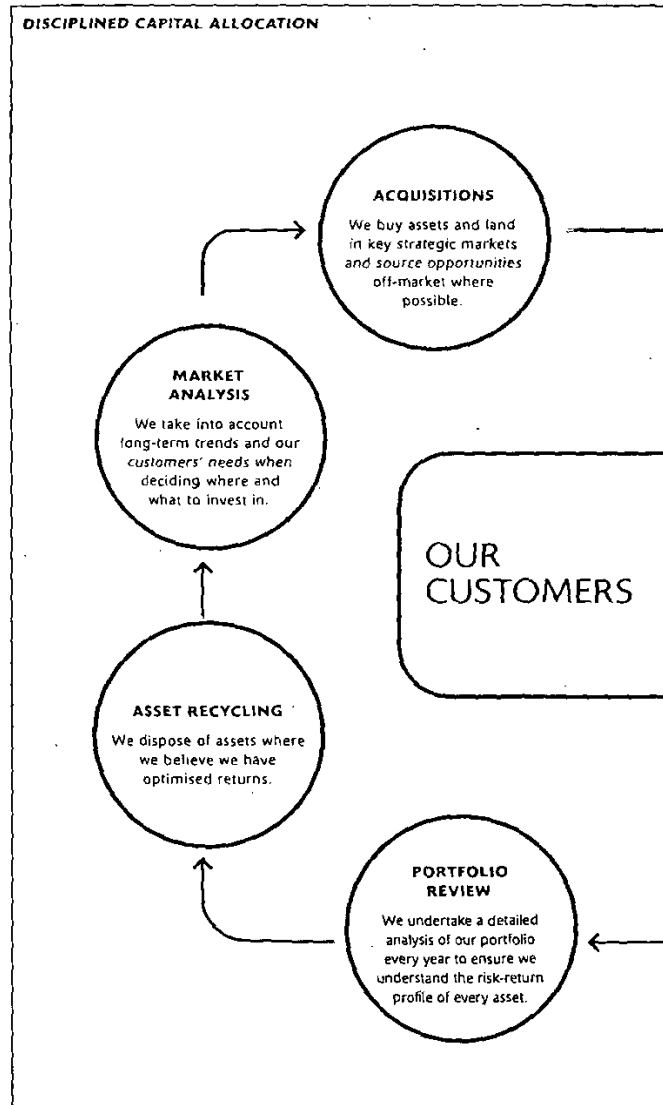 DISCIPLINED CAPITAL ALLOCATION
ACQUISITIONS
We buy assets and land
in key strategic markets
and source opportunities
off-market where
possible.
MARKET
ANALYSIS
We take into account
long-term trends and our
customers' needs when
deciding where and
what to invest in.
OUR
CUSTOMERS
ASSET RECYCLING
We dispose of assets where
we believe we have
optimised returns.
PORTFOLIO
REVIEW
We undertake a detailed
analysis of our portfolio
every year to ensure we
understand the risk-return
profile of every asset.